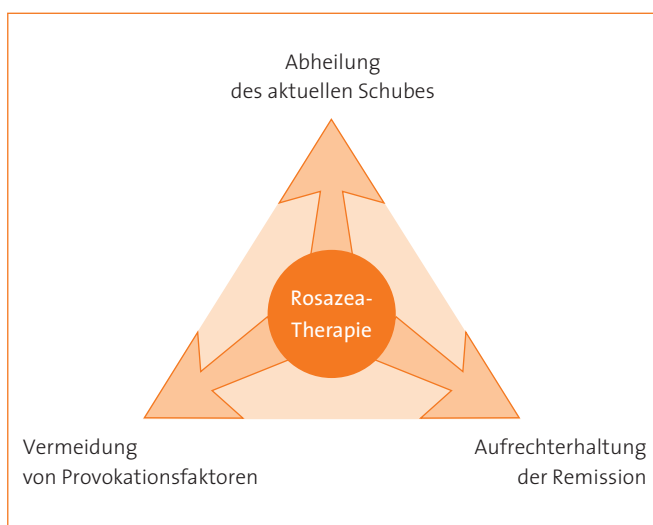 Abheilung
des aktuellen Schubes
Rosazea-
Therapie
Vermeidung
von Provokationsfaktoren
Aufrechterhaltung
der Remission